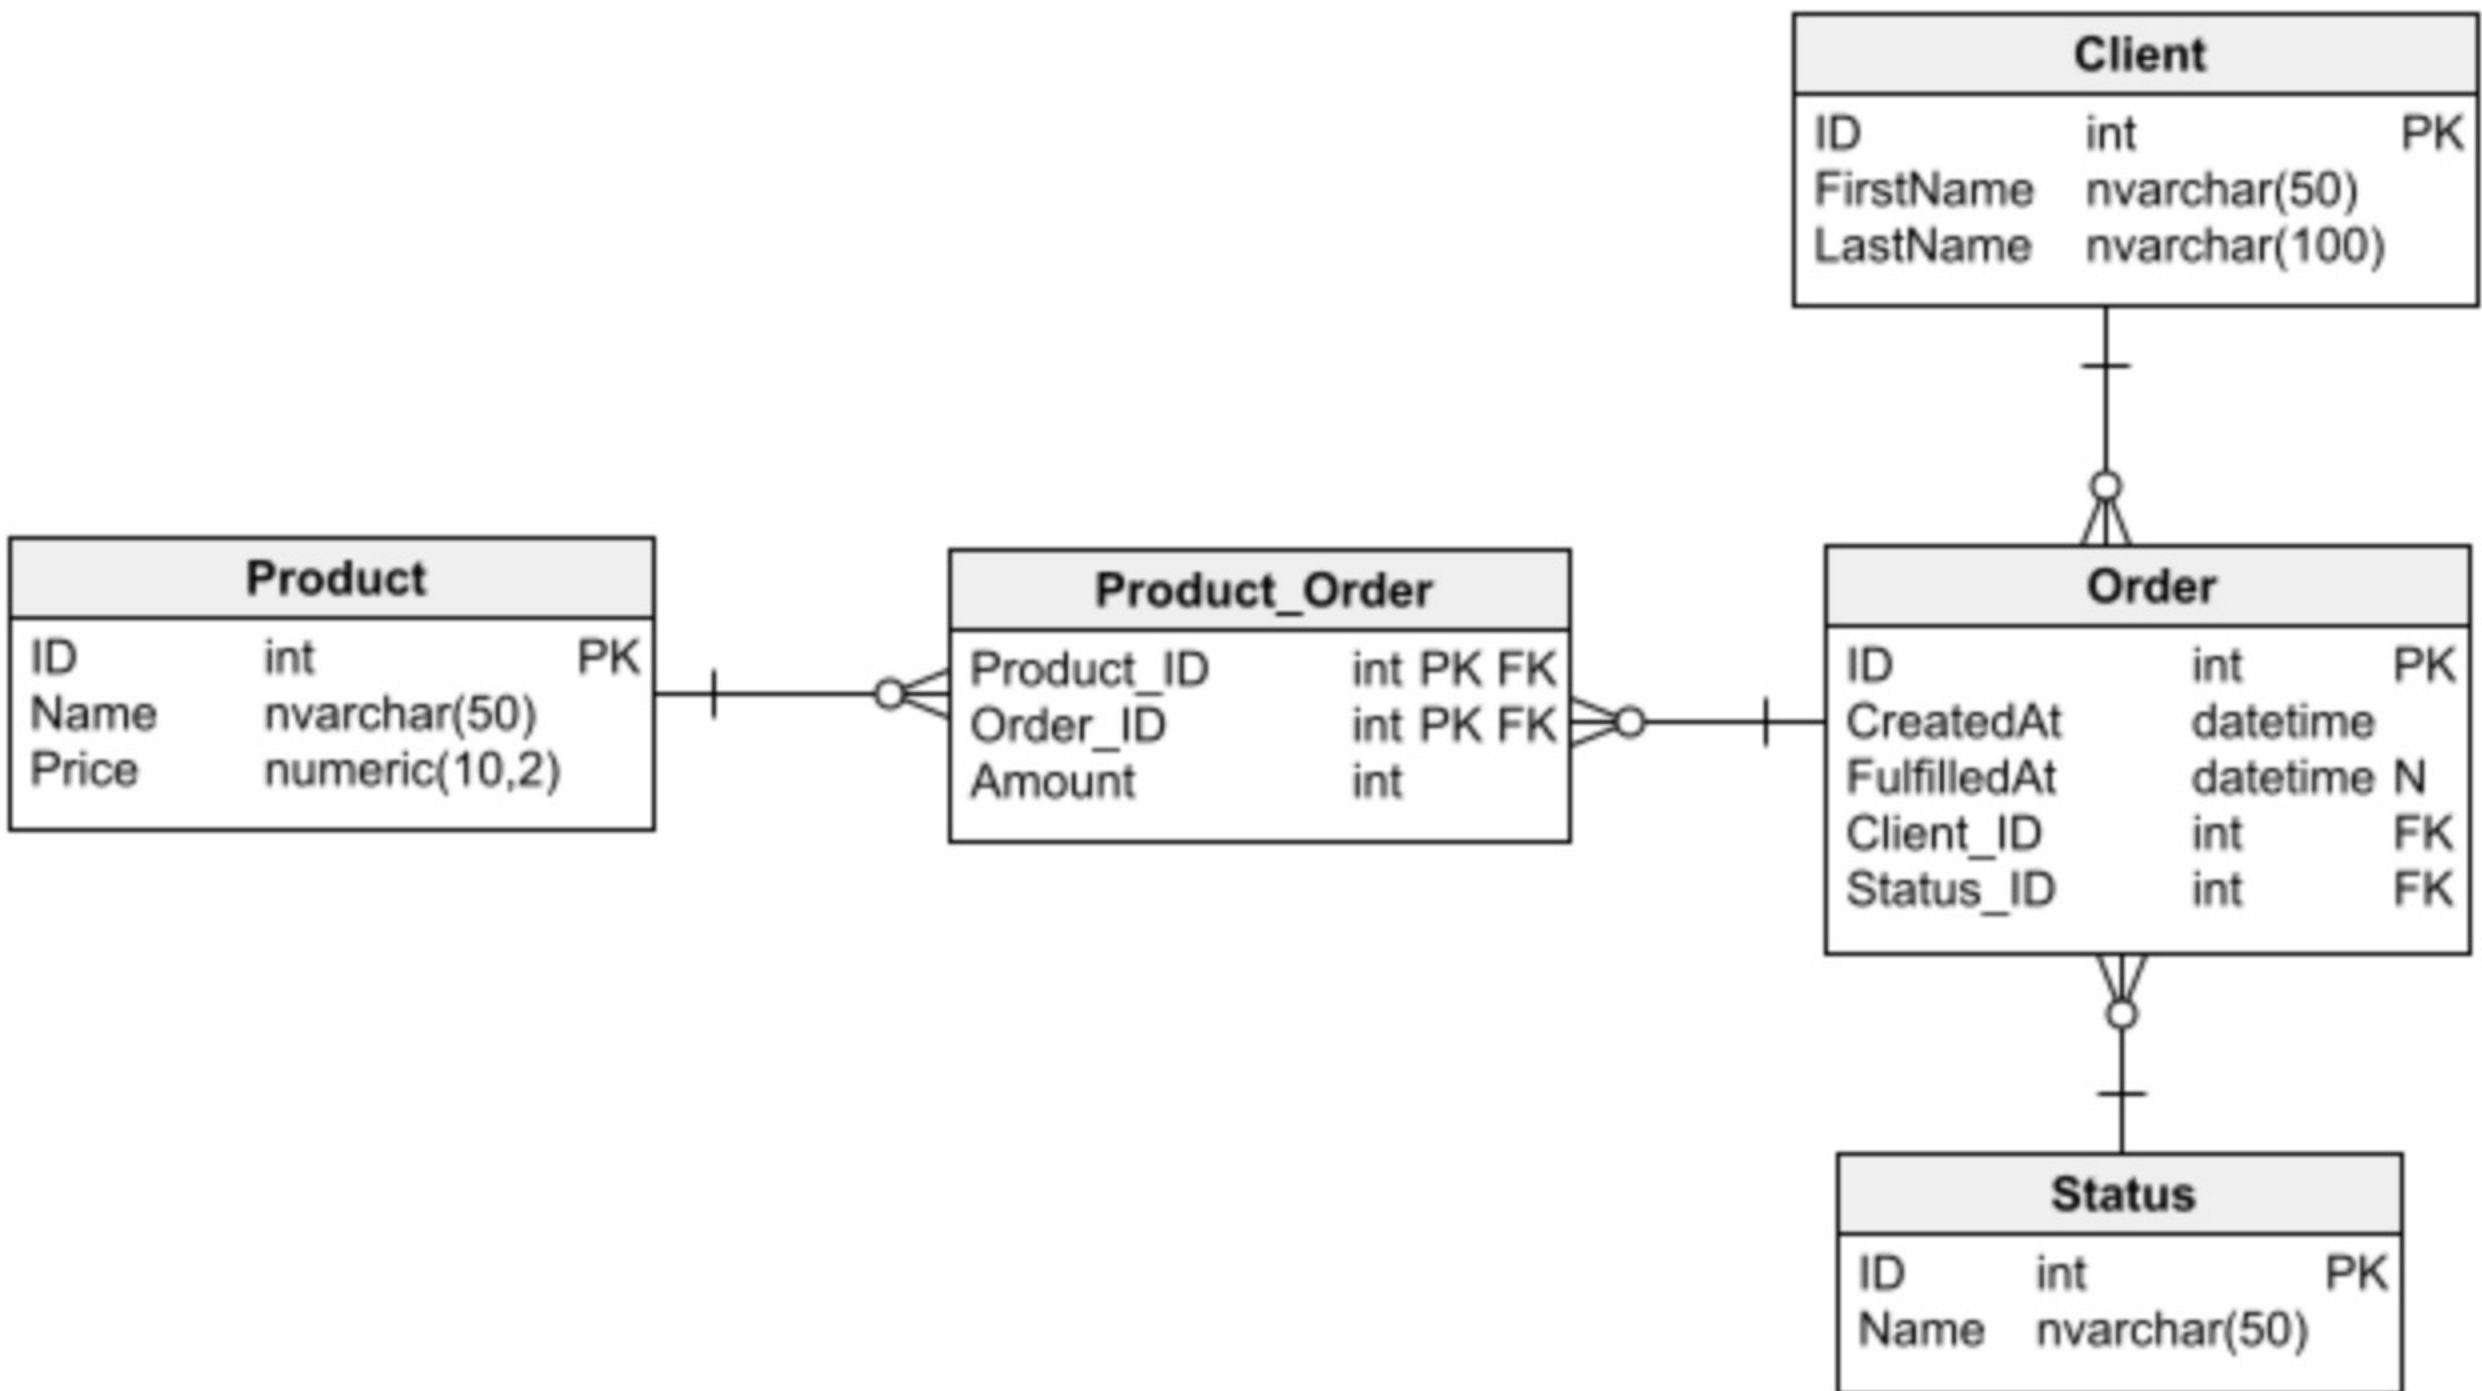 Client
ID int PK
FirstName nvarchar(50)
LastName nvarchar(100)
Product
ID int PK
Name nvarchar(50)
Price numeric(10,2)
Product_Order
Product_ID int PK FK
Order_ID int PK FK
Amount int
Order
ID int PK
CreatedAt datetime
FulfilledAt datetime N
Client_ID int FK
Status_ID int FK
Status
ID int PK
Name nvarchar(50)